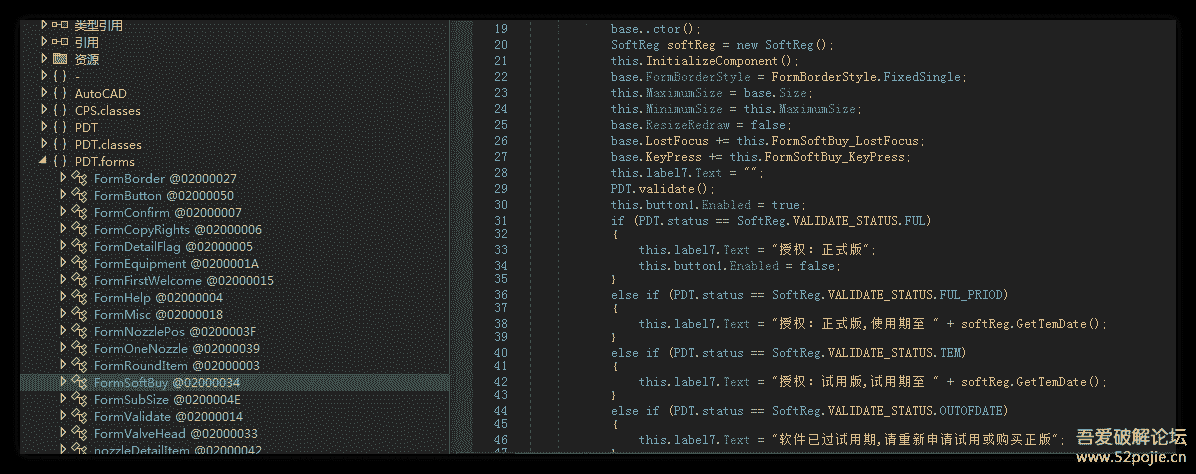 类型引用
引用
资源
{ } -
{ } AutoCAD
{ } CPS.classes
{ } PDT
{ } PDT.classes
{ } PDT.forms
FormBorder @02000027
FormButton @02000050
FormConfirm @02000007
FormCopyRights @02000006
FormDetailFlag @02000005
FormEquipment @0200001A
FormFirstWelcome @02000015
FormHelp @02000004
FormMisc @02000018
FormNozzlePos @0200003F
FormOneNozzle @02000039
FormRoundItem @02000003
FormSoftBuy @02000034
FormSubSize @0200004E
FormValidate @02000014
FormValveHead @02000033
nozzleDetailItem @02000042
19 base..ctor();
20 SoftReg softReg = new SoftReg();
21 this.InitializeComponent();
22 base.FormBorderStyle = FormBorderStyle.FixedSingle;
23 this.MaximumSize = base.Size;
24 this.MinimumSize = this.MaximumSize;
25 base.ResizeRedraw = false;
26 base.LostFocus += this.FormSoftBuy_LostFocus;
27 base.KeyPress += this.FormSoftBuy_KeyPress;
28 this.label7.Text = "";
29 PDT.validate();
30 this.button1.Enabled = true;
31 if (PDT.status == SoftReg.VALIDATE_STATUS.FUL)
32 {
33 this.label7.Text = "授权：正式版";
34 this.button1.Enabled = false;
35 }
36 else if (PDT.status == SoftReg.VALIDATE_STATUS.FUL_PRIOD)
37 {
38 this.label7.Text = "授权：正式版,使用期至 " + softReg.GetTemDate();
39 }
40 else if (PDT.status == SoftReg.VALIDATE_STATUS.TEM)
41 {
42 this.label7.Text = "授权：试用版,试用期至 " + softReg.GetTemDate();
43 }
44 else if (PDT.status == SoftReg.VALIDATE_STATUS.OUTOFDATE)
45 {
46 this.label7.Text = "软件已过试用期,请重新申请试用或购买正版";
47 }
吾爱破解论坛
www.52pojie.cn